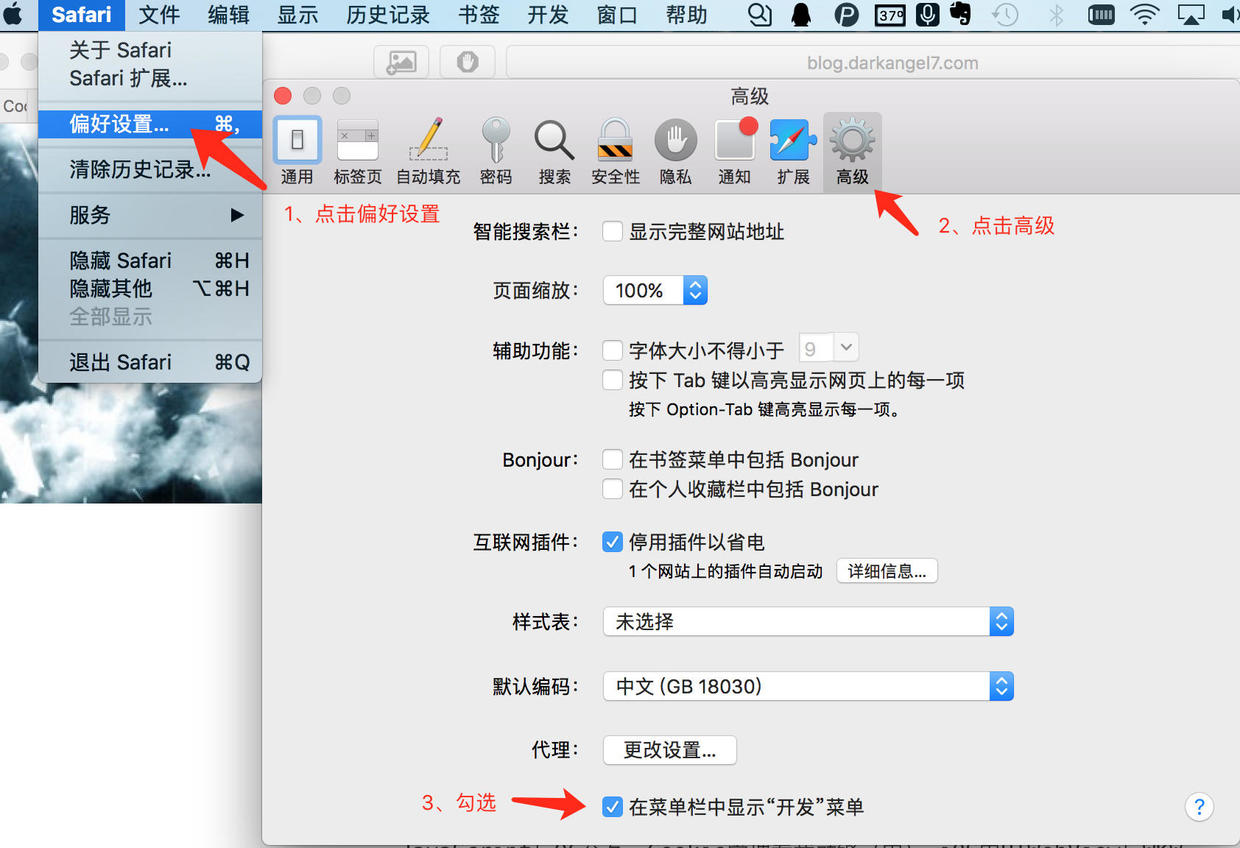 Safari 文件 编辑 显示 历史记录 书签 开发 窗口 帮助 37°
关于 Safari
Safari 扩展...
偏好设置... ⌘,
清除历史记录...
服务 ▶
隐藏 Safari ⌘H
隐藏其他 ⌥⌘H
全部显示
退出 Safari ⌘Q
blog.darkangel7.com
高级
通用 标签页 自动填充 密码 搜索 安全性 隐私 通知 扩展 高级
1、点击偏好设置
2、点击高级
智能搜索栏: 显示完整网站地址
页面缩放: 100%
辅助功能: 字体大小不得小于 9
按下 Tab 键以高亮显示网页上的每一项
按下 Option-Tab 键高亮显示每一项。
Bonjour: 在书签菜单中包括 Bonjour
在个人收藏栏中包括 Bonjour
互联网插件: 停用插件以省电
1 个网站上的插件自动启动 详细信息...
样式表: 未选择
默认编码: 中文 (GB 18030)
代理: 更改设置...
3、勾选
在菜单栏中显示“开发”菜单
?